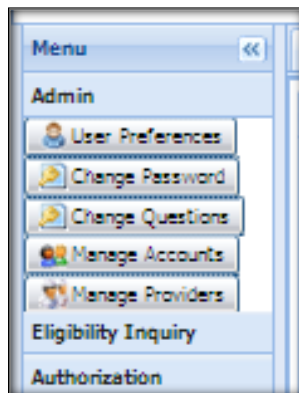 Menu
Admin
User Preferences
Change Password
Change Questions
Manage Accounts
Manage Providers
Eligibility Inquiry
Authorization